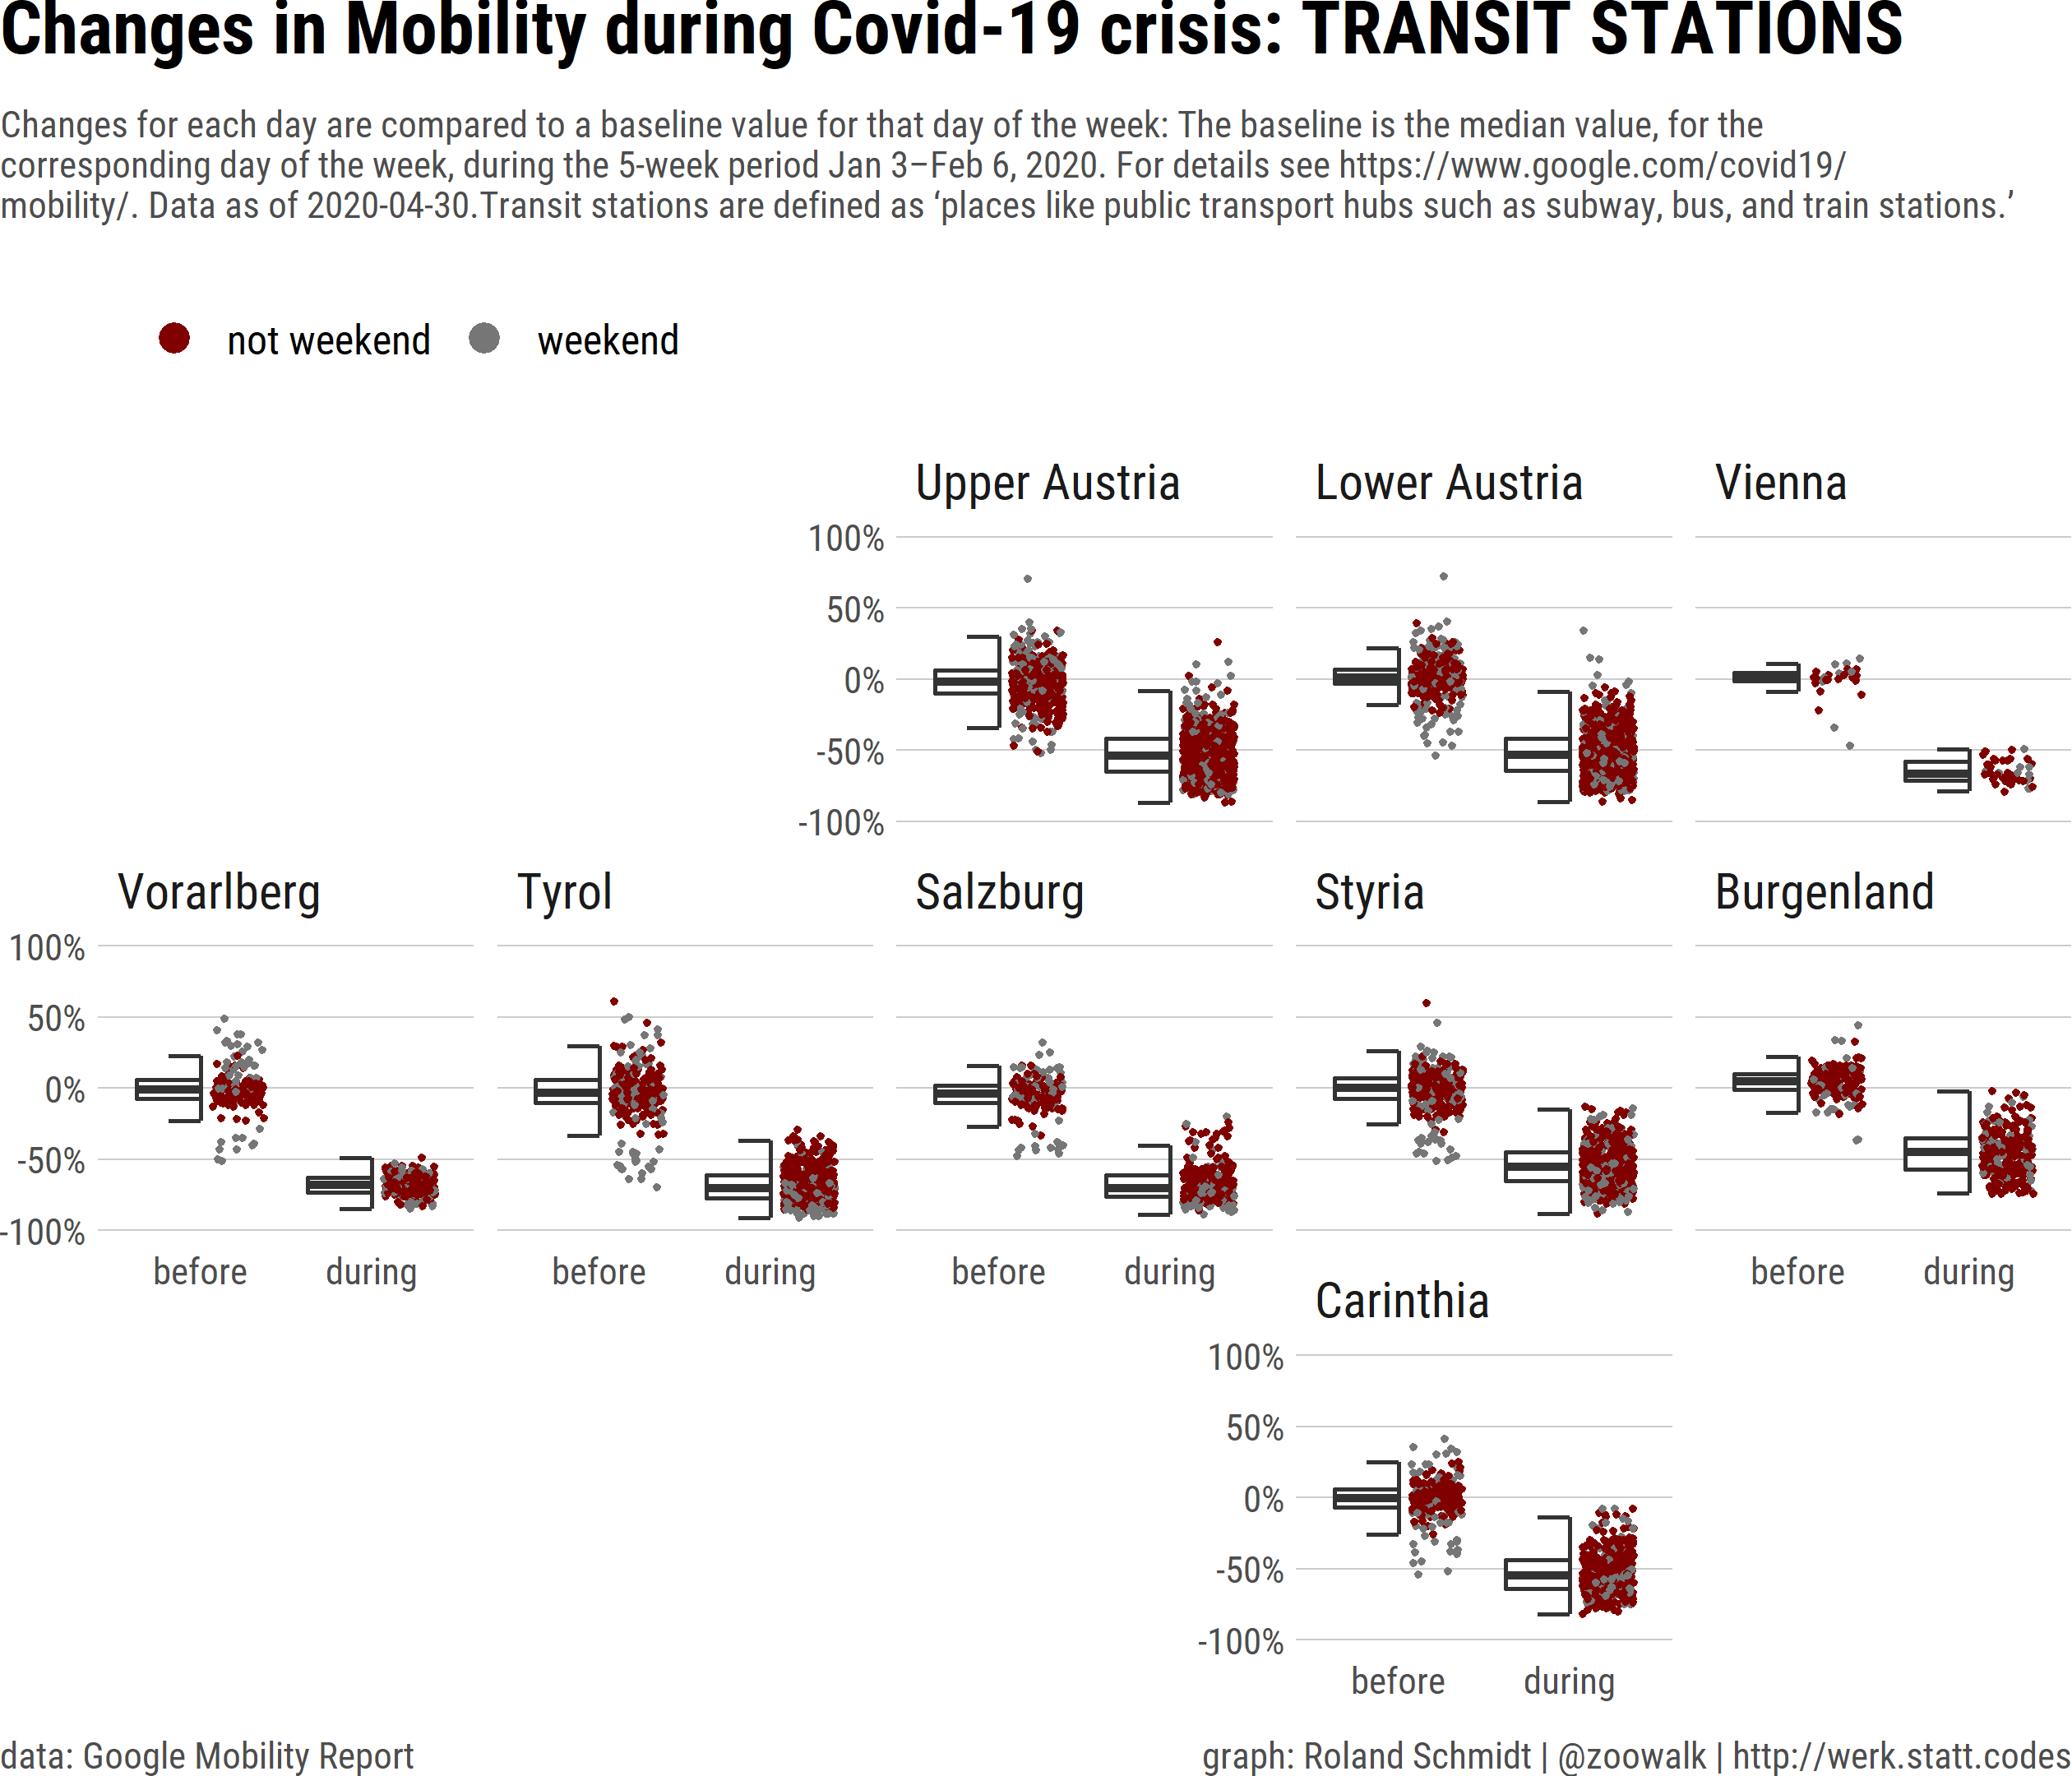 Changes in Mobility during Covid-19 crisis: TRANSIT STATIONS
Changes for each day are compared to a baseline value for that day of the week: The baseline is the median value, for the
corresponding day of the week, during the 5-week period Jan 3–Feb 6, 2020. For details see https://www.google.com/covid19/
mobility/. Data as of 2020-04-30.Transit stations are defined as ‘places like public transport hubs such as subway, bus, and train stations.’
not weekend weekend
Upper Austria Lower Austria Vienna
100%
50%
0%
-50%
-100%
Vorarlberg Tyrol Salzburg Styria Burgenland
100%
50%
0%
-50%
-100%
before during before during before during before during
Carinthia
100%
50%
0%
-50%
-100%
before during
data: Google Mobility Report graph: Roland Schmidt | @zoowalk | http://werk.statt.codes